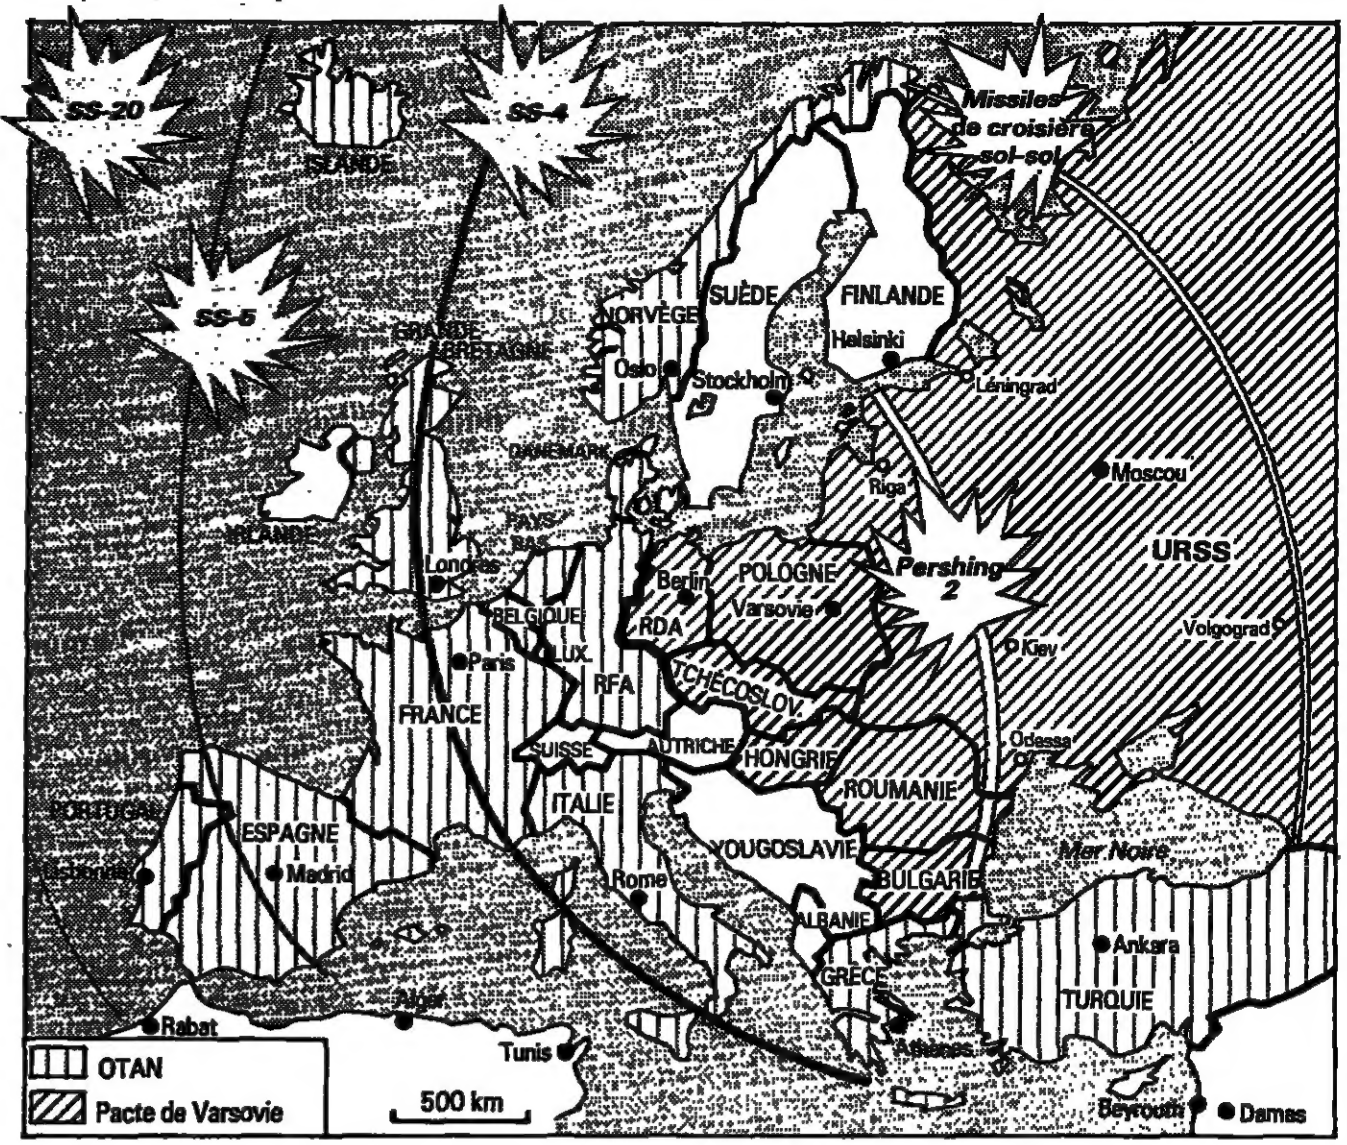 SS-20
SS-4
Missiles
de croisière
sol-sol
ISLANDE
SS-5
SUÈDE
FINLANDE
NORVÈGE
GRANDE
BRETAGNE
Helsinki
Oslo
Stockholm
Léningrad
DANEMARK
Moscou
Riga
IRLANDE
PAYS
BAS
URSS
Londres
Berlin
POLOGNE
Pershing
2
Varsovie
BELGIQUE
RDA
Volgograd
Paris
LUX.
Kiev
RFA
TCHÉCOSLOV.
FRANCE
SUISSE
AUTRICHE
HONGRIE
Odessa
ROUMANIE
ITALIE
PORTUGAL
ESPAGNE
YOUGOSLAVIE
Mer Noire
Lisbonne
Madrid
Rome
BULGARIE
ALBANIE
Ankara
GRÈCE
TURQUIE
Alger
Rabat
Athènes
Tunis
OTAN
500 km
Pacte de Varsovie
Beyrouth
Damas